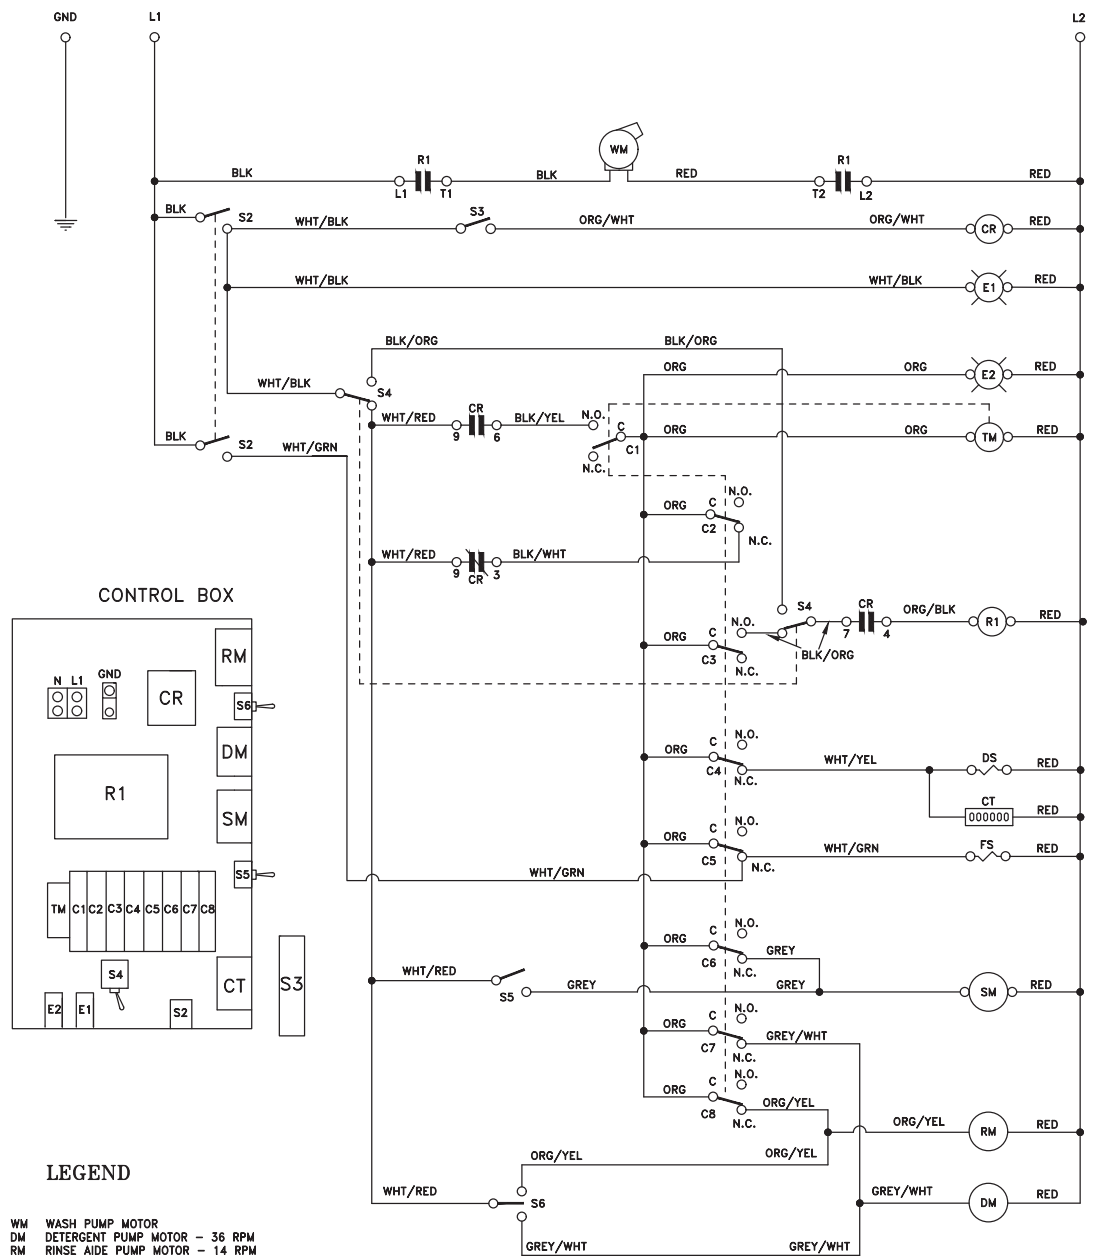 GND L1 L2
WM
R1 R1
BLK BLK RED RED
L1 T1 T2 L2
BLK S2 S3
WHT/BLK ORG/WHT ORG/WHT CR RED
WHT/BLK WHT/BLK E1 RED
BLK/ORG BLK/ORG
ORG ORG E2 RED
WHT/BLK S4
WHT/RED CR BLK/YEL N.O.
9 6
C ORG ORG TM RED
C1
N.C.
BLK S2 WHT/GRN
N.O.
ORG C
C2
N.C.
WHT/RED BLK/WHT
9 CR 3
S4 CR ORG/BLK R1 RED
N.O. 7 4
ORG C
C3 BLK/ORG
N.C.
N.O.
ORG C
C4 WHT/YEL DS RED
N.C.
CT RED
000000
N.O.
ORG C
C5 WHT/GRN FS RED
N.C.
WHT/GRN
N.O.
ORG C
C6 GREY
N.C.
WHT/RED
S5 GREY GREY SM RED
N.O.
ORG C
C7 GREY/WHT
N.C.
N.O.
ORG C
C8 ORG/YEL
N.C.
ORG/YEL RM RED
ORG/YEL ORG/YEL
WHT/RED S6 GREY/WHT DM RED
GREY/WHT GREY/WHT
CONTROL BOX
RM
N L1 GND
CR S6
DM
R1
SM
S5
TM C1 C2 C3 C4 C5 C6 C7 C8
S4 CT S3
E2 E1 S2
LEGEND
WM WASH PUMP MOTOR
DM DETERGENT PUMP MOTOR - 36 RPM
RM RINSE AIDE PUMP MOTOR - 14 RPM